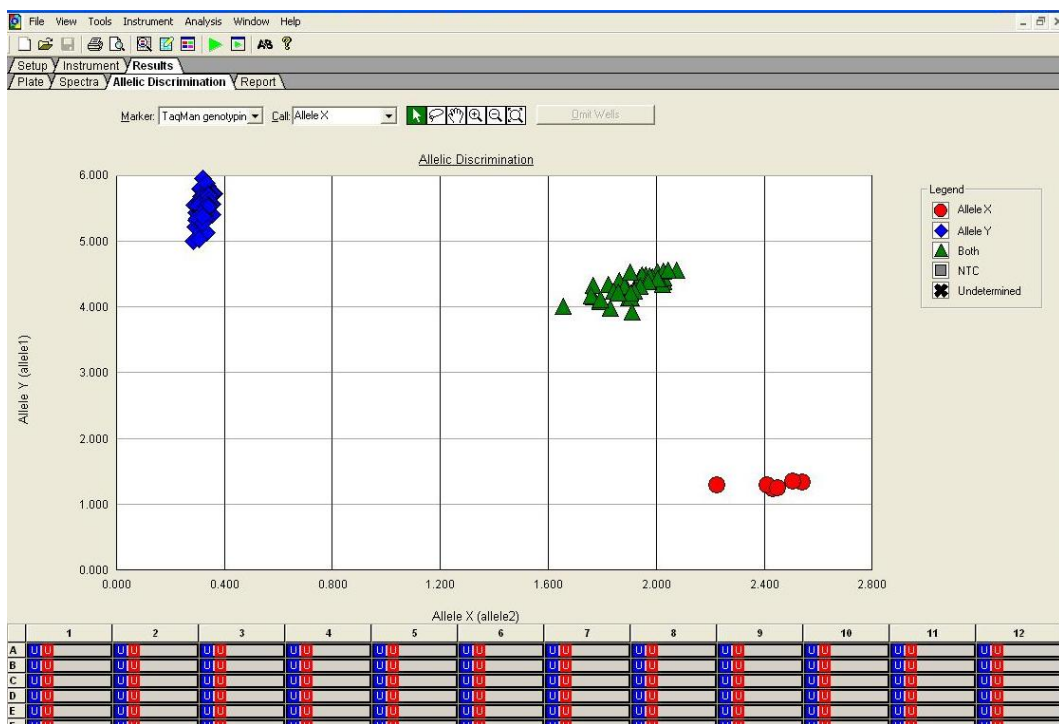 File View Tools Instrument Analysis Window Help
Setup Instrument Results
Plate Spectra Allelic Discrimination Report
Marker: TaqMan genotypin Call: Allele X Omit Wells
Allelic Discrimination
6.000
5.000
4.000
3.000
2.000
1.000
0.000
Allele Y (allele1)
0.000 0.400 0.800 1.200 1.600 2.000 2.400 2.800
Allele X (allele2)
Legend
Allele X
Allele Y
Both
NTC
Undetermined
1 2 3 4 5 6 7 8 9 10 11 12
A U U U U U U U U U U U U U U U U U U U U U U U U
B U U U U U U U U U U U U U U U U U U U U U U U U
C U U U U U U U U U U U U U U U U U U U U U U U U
D U U U U U U U U U U U U U U U U U U U U U U U U
E U U U U U U U U U U U U U U U U U U U U U U U U